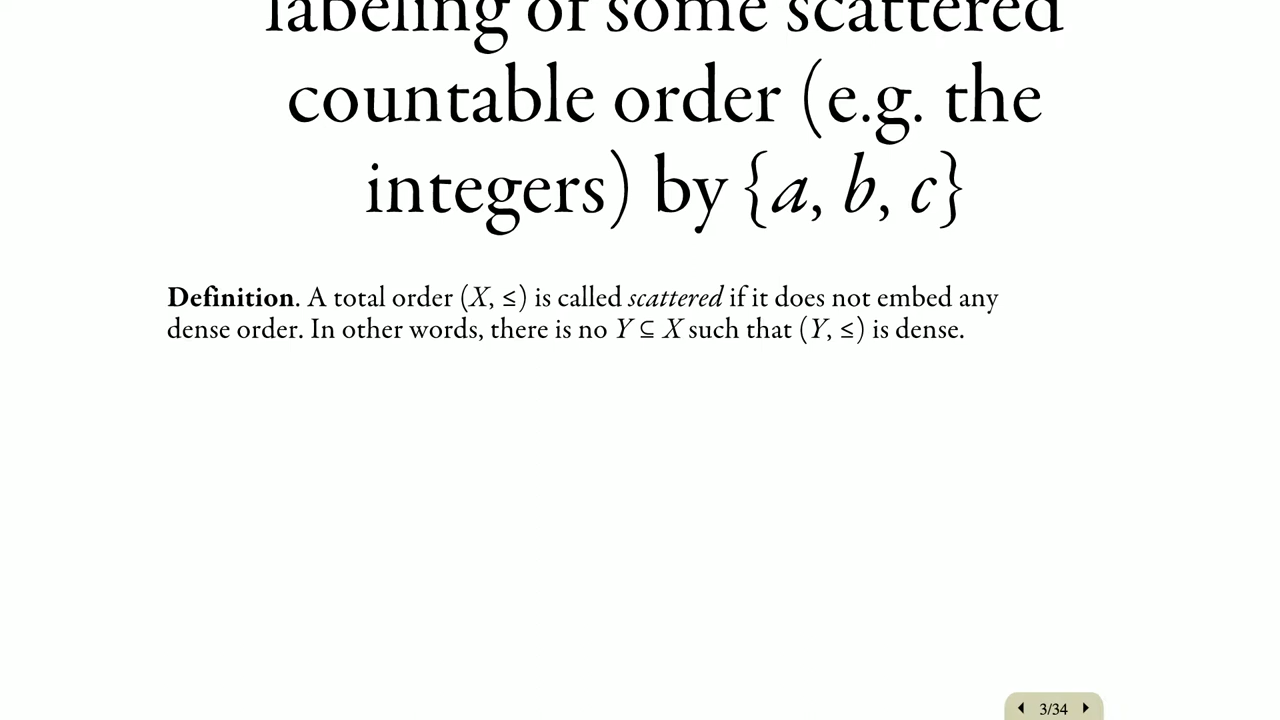 labeling of some scattered
countable order (e.g. the
integers) by {a, b, c}
Definition. A total order (X, ≤) is called scattered if it does not embed any
dense order. In other words, there is no Y ⊆ X such that (Y, ≤) is dense.
3/34